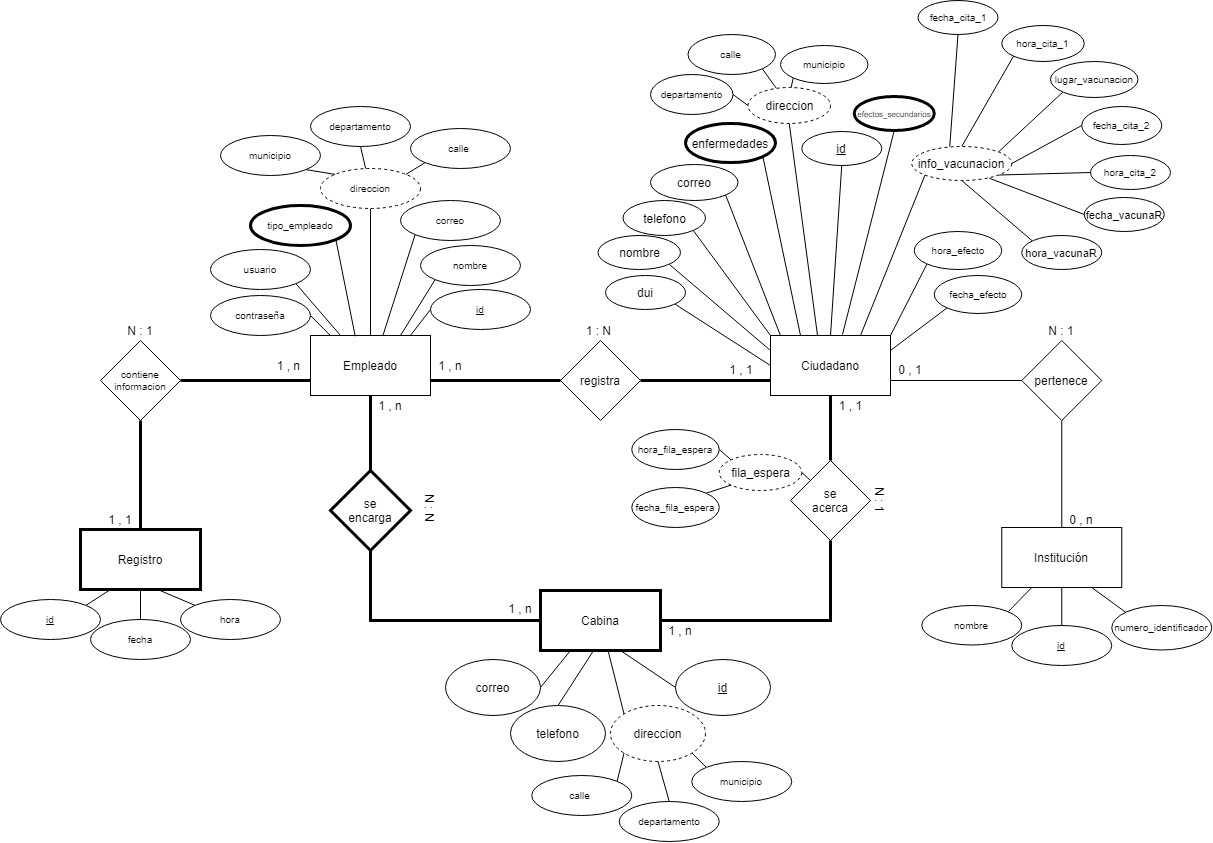 fecha_cita_1
hora_cita_1
calle
municipio
lugar_vacunacion
departamento
direccion
efectos_secundarios
fecha_cita_2
departamento
enfermedades
id
municipio
calle
info_vacunacion
hora_cita_2
direccion
correo
fecha_vacunaR
tipo_empleado
correo
telefono
hora_vacunaR
usuario
nombre
nombre
hora_efecto
contraseña
id
dui
fecha_efecto
N : 1
1 : N
N : 1
contiene
informacion
1 , n
Empleado
1 , n
registra
1 , 1
Ciudadano
0 , 1
pertenece
1 , n
1 , 1
hora_fila_espera
fila_espera
se
encarga
N : N
fecha_fila_espera
se
acerca
N : 1
1 , 1
0 , n
Registro
Institución
1 , n
Cabina
1 , n
id
fecha
hora
nombre
id
numero_identificador
correo
id
telefono
direccion
calle
municipio
departamento